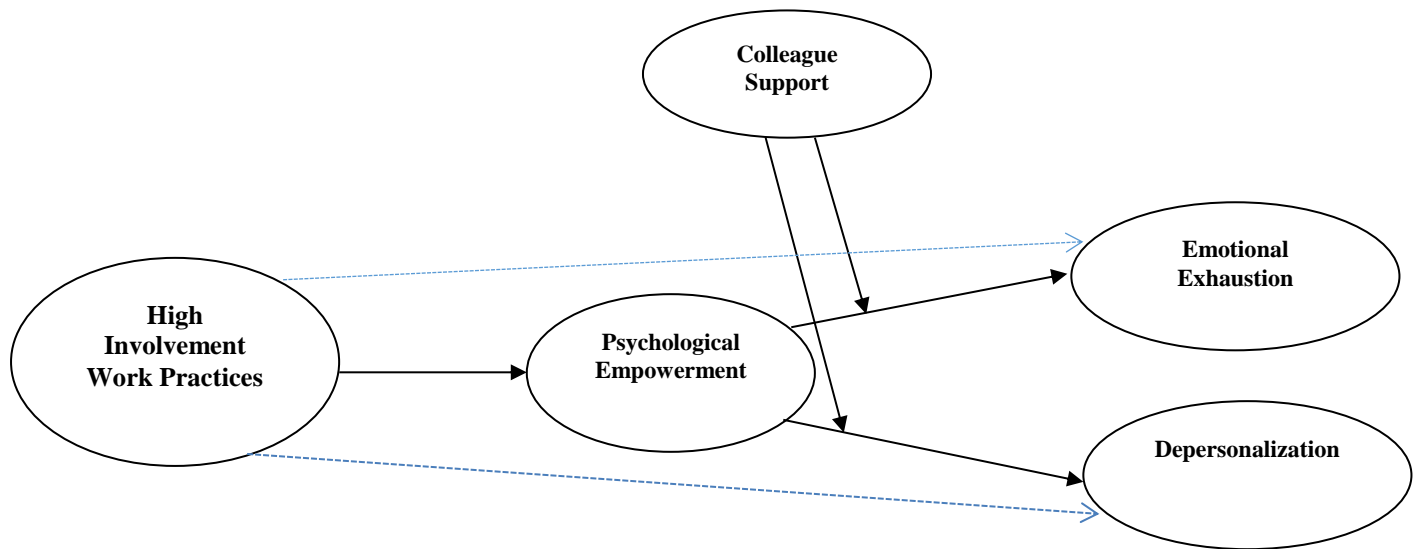 Colleague
Support
Emotional
Exhaustion
High
Involvement
Work Practices
Psychological
Empowerment
Depersonalization